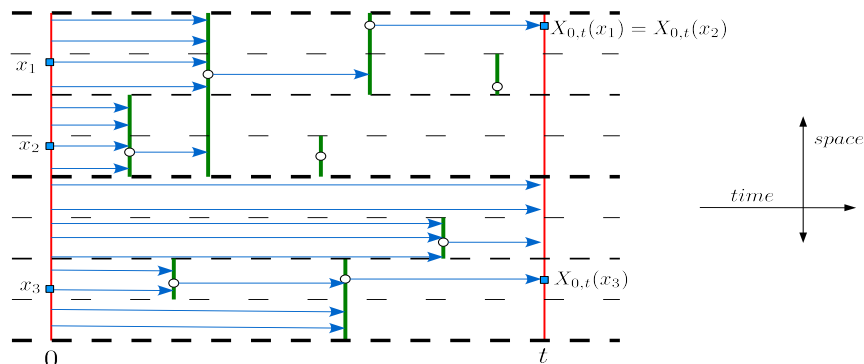 X_{0,t}(x_1) = X_{0,t}(x_2)
x_1
space
x_2
time
X_{0,t}(x_3)
x_3
0
t